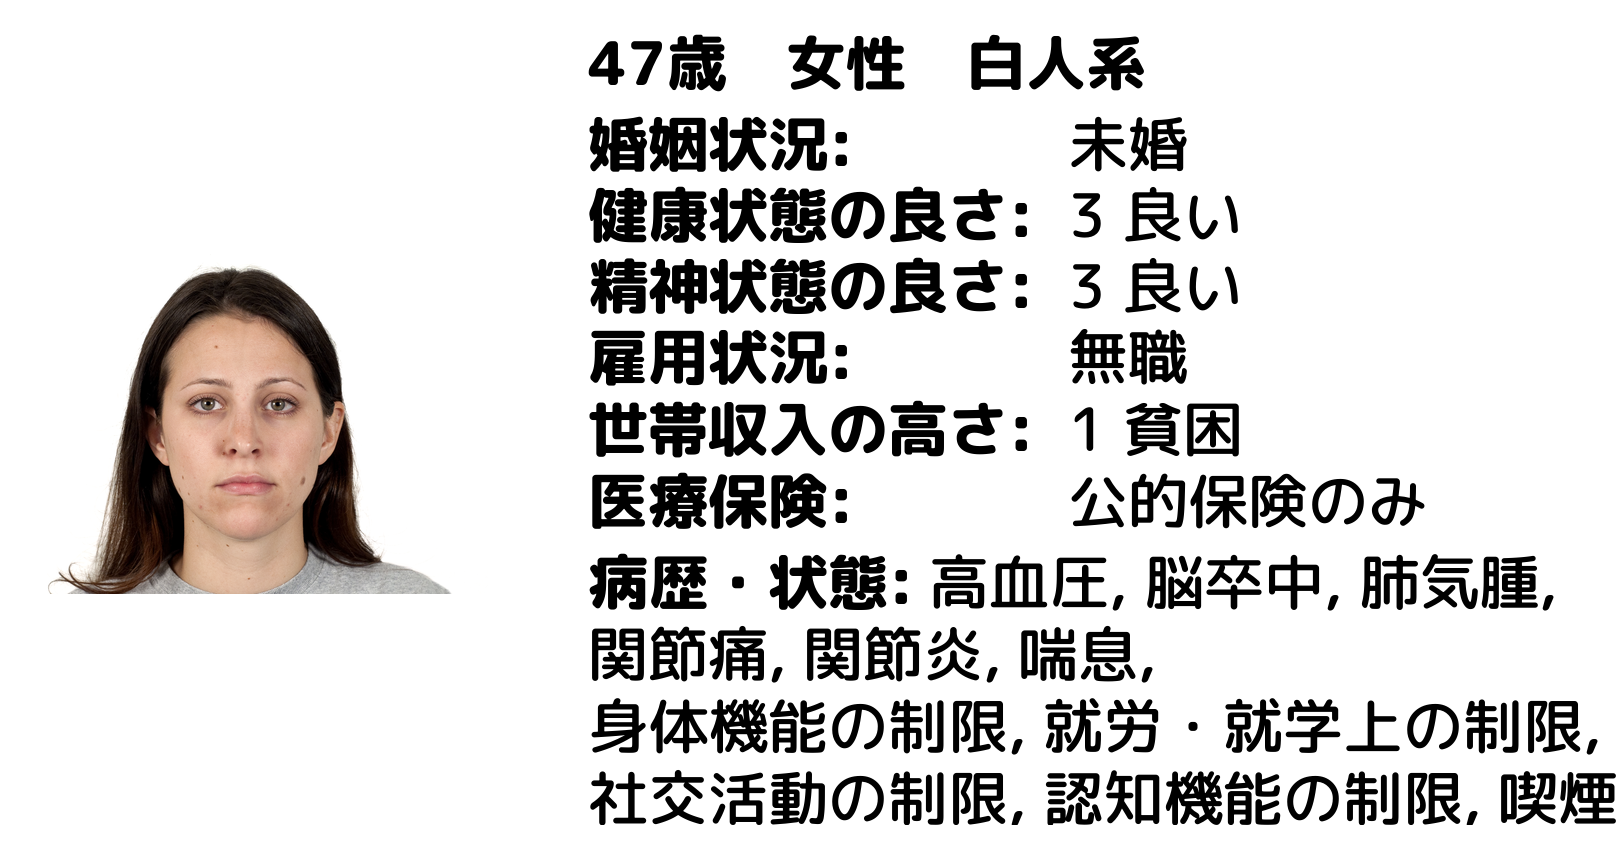 47歳　女性　白人系
婚姻状況: 未婚
健康状態の良さ: 3 良い
精神状態の良さ: 3 良い
雇用状況: 無職
世帯収入の高さ: 1 貧困
医療保険: 公的保険のみ
病歴・状態: 高血圧, 脳卒中, 肺気腫,
関節痛, 関節炎, 喘息,
身体機能の制限, 就労・就学上の制限,
社交活動の制限, 認知機能の制限, 喫煙